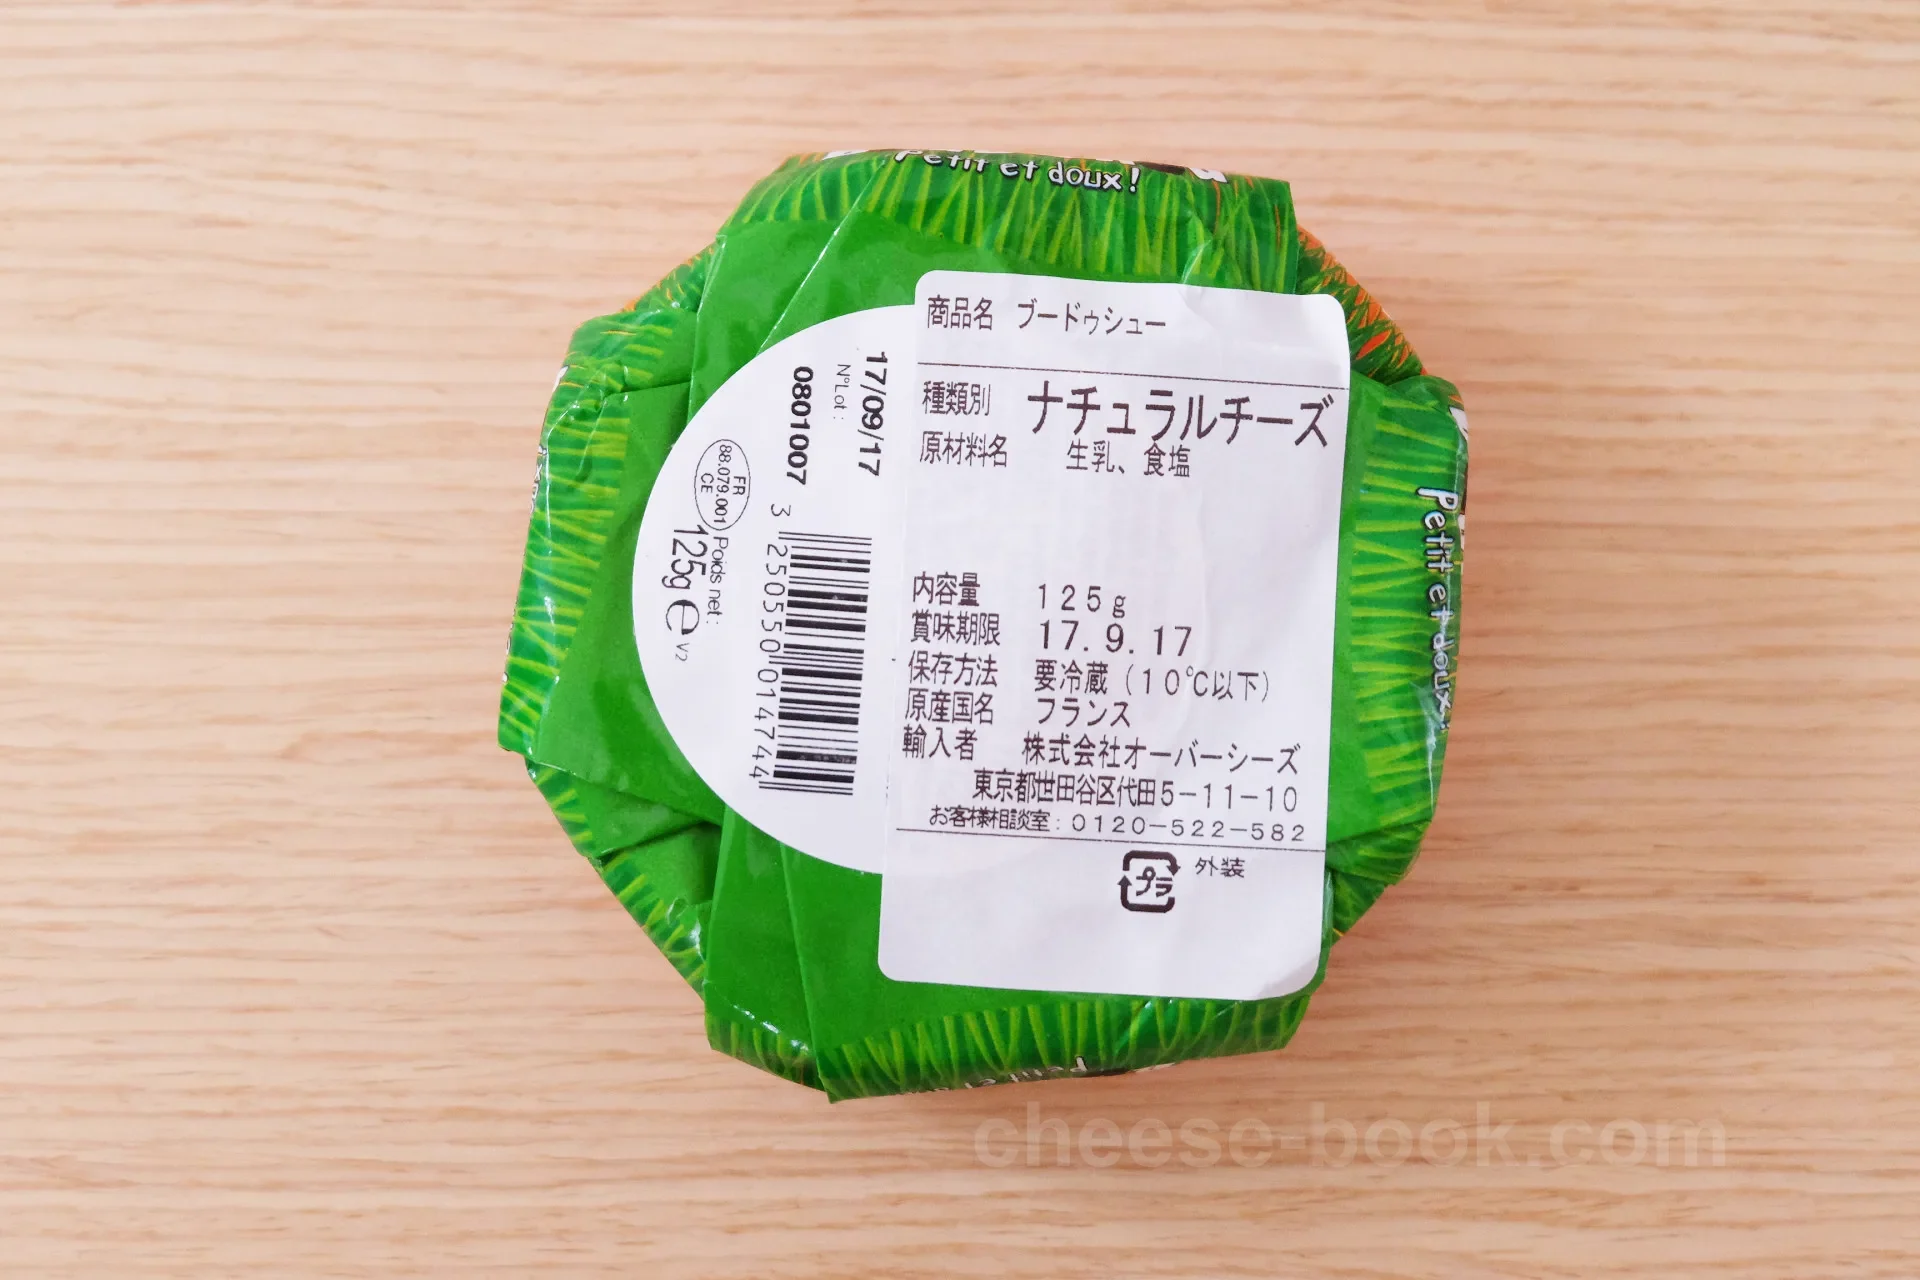 Petit et doux!
商品名 ブードゥシュー
種類別 ナチュラルチーズ
原材料名 生乳、食塩
内容量 125g
賞味期限 17.9.17
保存方法 要冷蔵(10℃以下)
原産国名 フランス
輸入者 株式会社オーバーシーズ
東京都世田谷区代田5-11-10
お客様相談室:0120-522-582
プラ 外装
17/09/17
N°Lot:
0801007
FR
88.079.001
CE
Poids net:
125g e V2
3 250550 014744
Petit et doux!
cheese-book.com